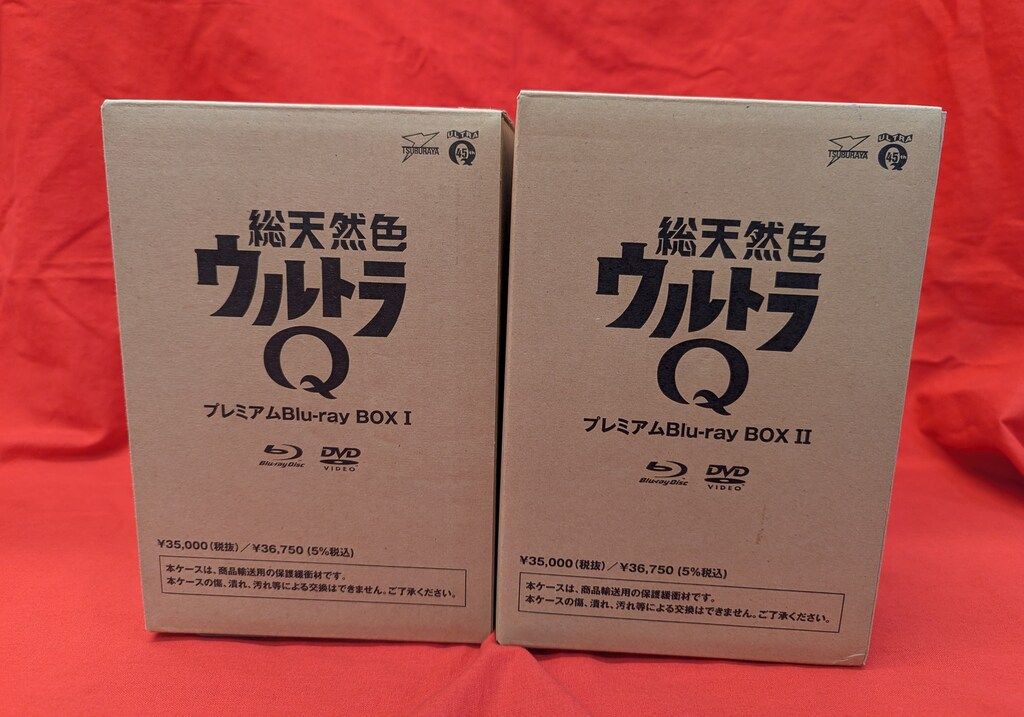 TSUBURAYA
ULTRA
Q
45th
総天然色
ウルトラ
Q
プレミアムBlu-ray BOX I
Blu-ray Disc
DVD
VIDEO
¥35,000(税抜)/¥36,750(5%税込)
本ケースは、商品輸送用の保護緩衝材です。
本ケースの傷、潰れ、汚れ等による交換はできません。ご了承ください。
TSUBURAYA
ULTRA
Q
45th
総天然色
ウルトラ
Q
プレミアムBlu-ray BOX II
Blu-ray Disc
DVD
VIDEO
¥35,000(税抜)/¥36,750(5%税込)
本ケースは、商品輸送用の保護緩衝材です。
本ケースの傷、潰れ、汚れ等による交換はできません。ご了承ください。